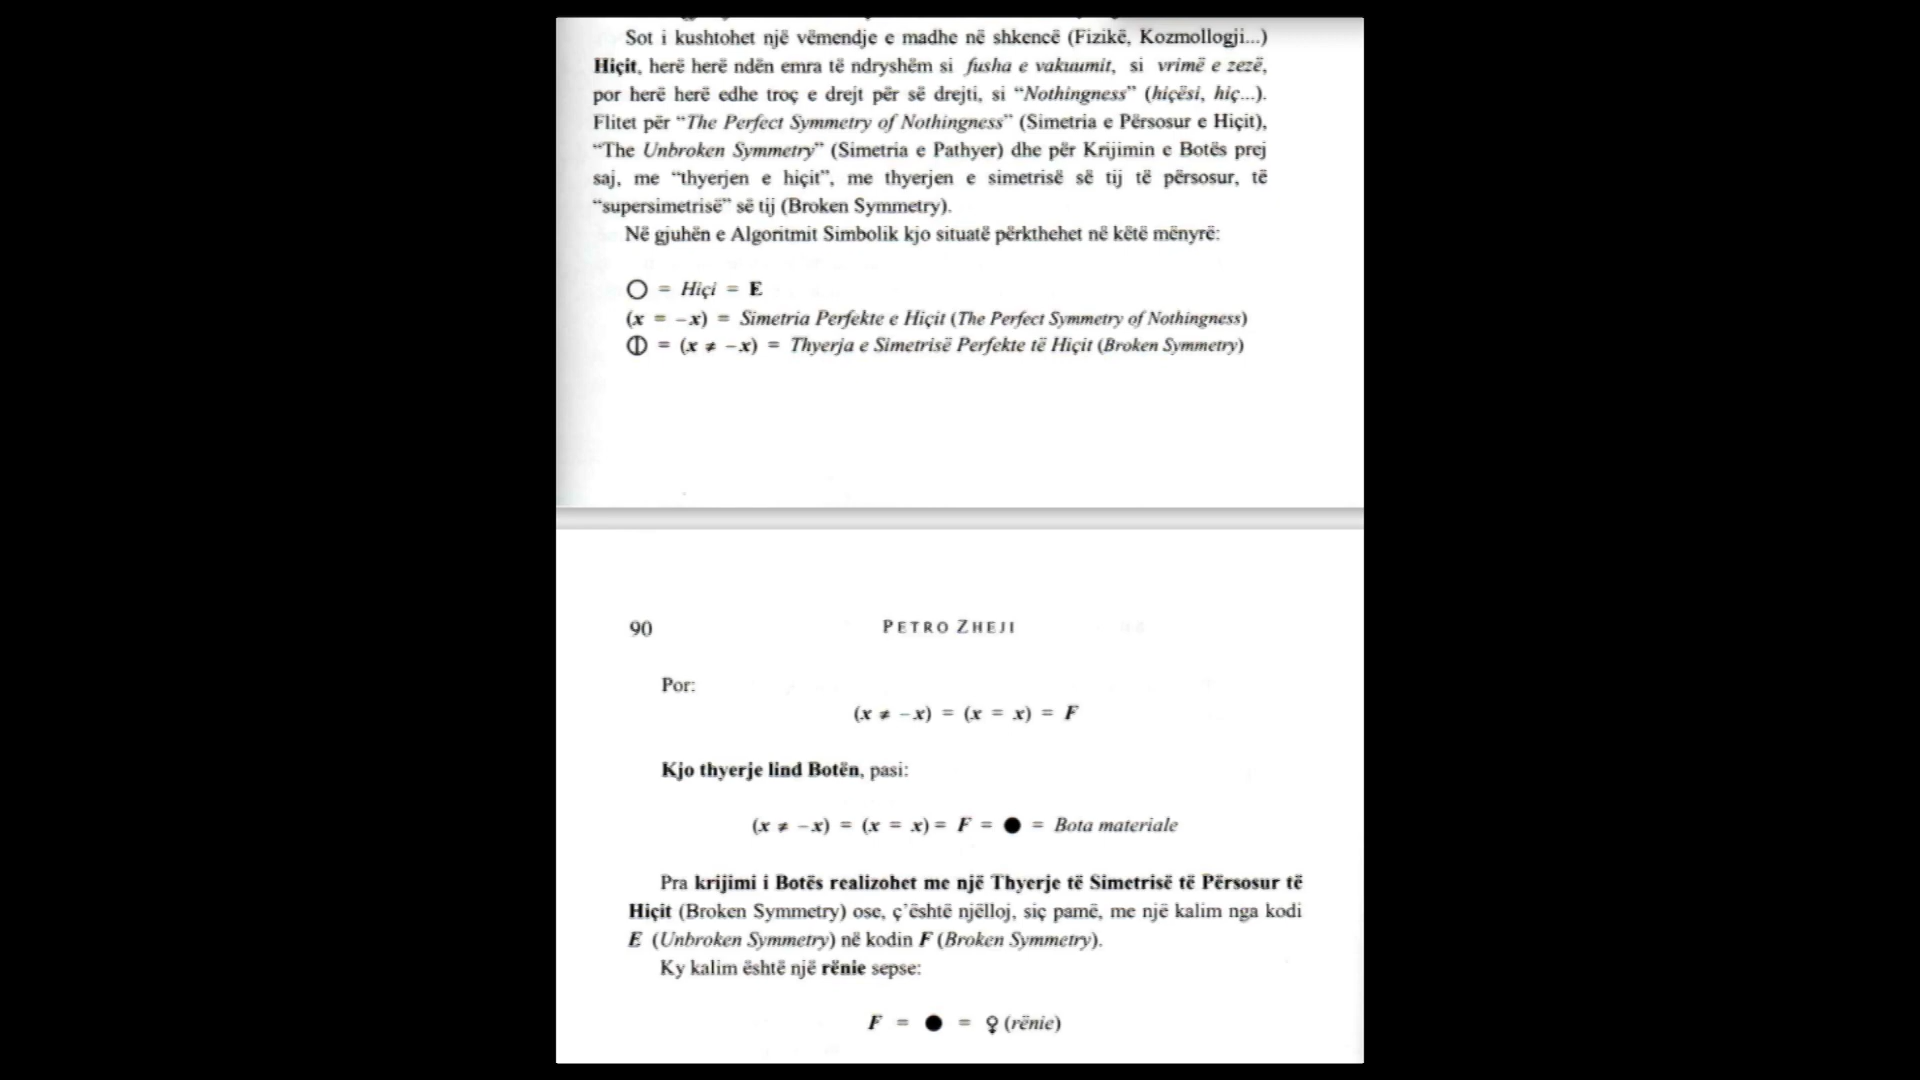 Sot i kushtohet një vëmendje e madhe në shkencë (Fizikë, Kozmollogji...)
Hiçit, herë herë ndën emra të ndryshëm si fusha e vakuumit, si vrimë e zezë,
por herë herë edhe troç e drejt për së drejti, si “Nothingness” (hiçësi, hiç...).
Flitet për “The Perfect Symmetry of Nothingness” (Simetria e Përsosur e Hiçit),
“The Unbroken Symmetry” (Simetria e Pathyer) dhe për Krijimin e Botës prej
saj, me “thyerjen e hiçit”, me thyerjen e simetrisë së tij të përsosur, të
“supersimetrisë” së tij (Broken Symmetry).
Në gjuhën e Algoritmit Simbolik kjo situatë përkthehet në këtë mënyrë:
○ = Hiçi = E
(x = –x) = Simetria Perfekte e Hiçit (The Perfect Symmetry of Nothingness)
⦶ = (x ≠ –x) = Thyerja e Simetrisë Perfekte të Hiçit (Broken Symmetry)
90 PETRO ZHEJI
Por:
(x ≠ –x) = (x = x) = F
Kjo thyerje lind Botën, pasi:
(x ≠ –x) = (x = x) = F = ● = Bota materiale
Pra krijimi i Botës realizohet me një Thyerje të Simetrisë të Përsosur të
Hiçit (Broken Symmetry) ose, ç’është njëlloj, siç pamë, me një kalim nga kodi
E (Unbroken Symmetry) në kodin F (Broken Symmetry).
Ky kalim është një rënie sepse:
F = ● = ♀ (rënie)